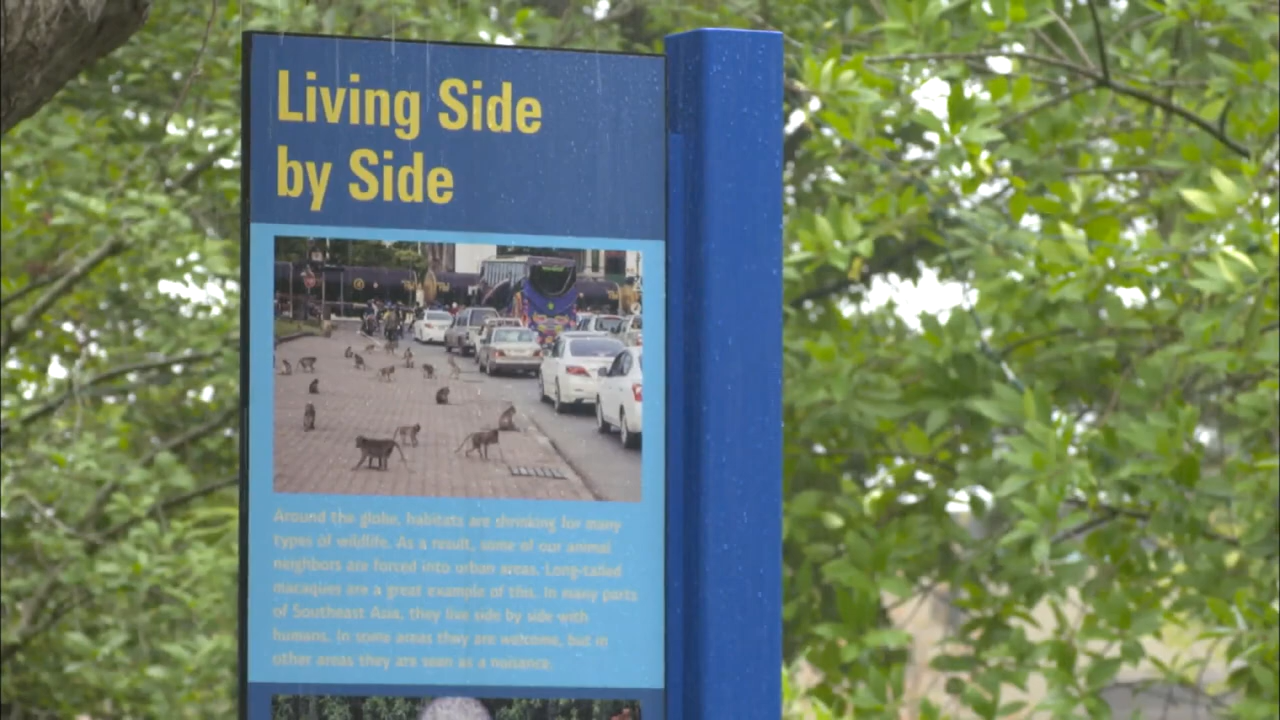 Living Side
by Side
Around the globe, habitats are shrinking for many
types of wildlife. As a result, some of our animal
neighbors are forced into urban areas. Long-tailed
macaques are a great example of this. In many parts
of Southeast Asia, they live side by side with
humans. In some areas they are welcome, but in
other areas they are seen as a nuisance.